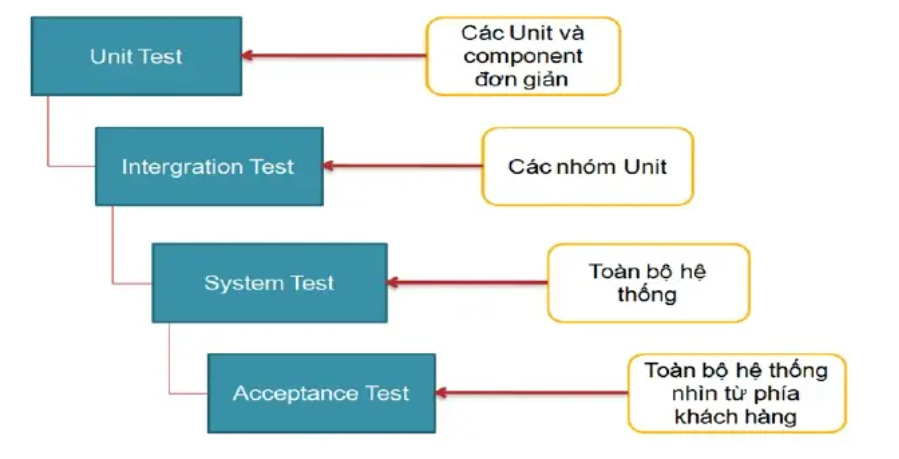 Unit Test
Các Unit và
component
đơn giản
Intergration Test
Các nhóm Unit
System Test
Toàn bộ hệ
thống
Acceptance Test
Toàn bộ hệ thống
nhìn từ phía
khách hàng